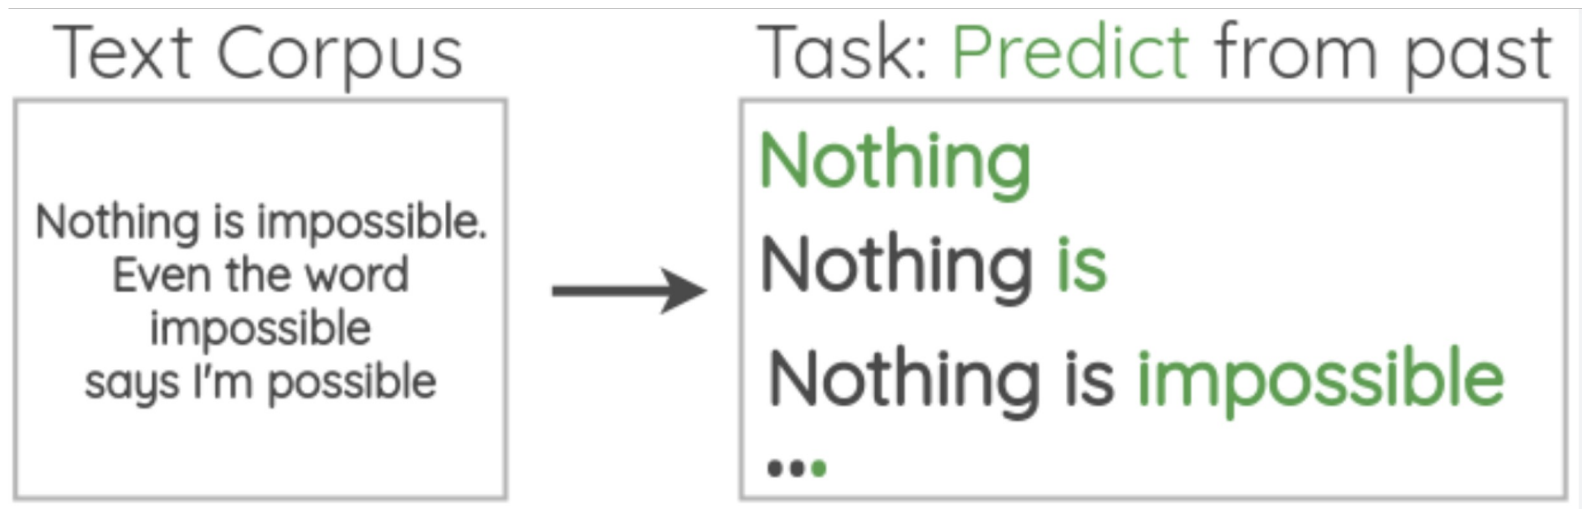 Text Corpus
Nothing is impossible.
Even the word
impossible
says I'm possible
Task: Predict from past
Nothing
Nothing is
Nothing is impossible
...